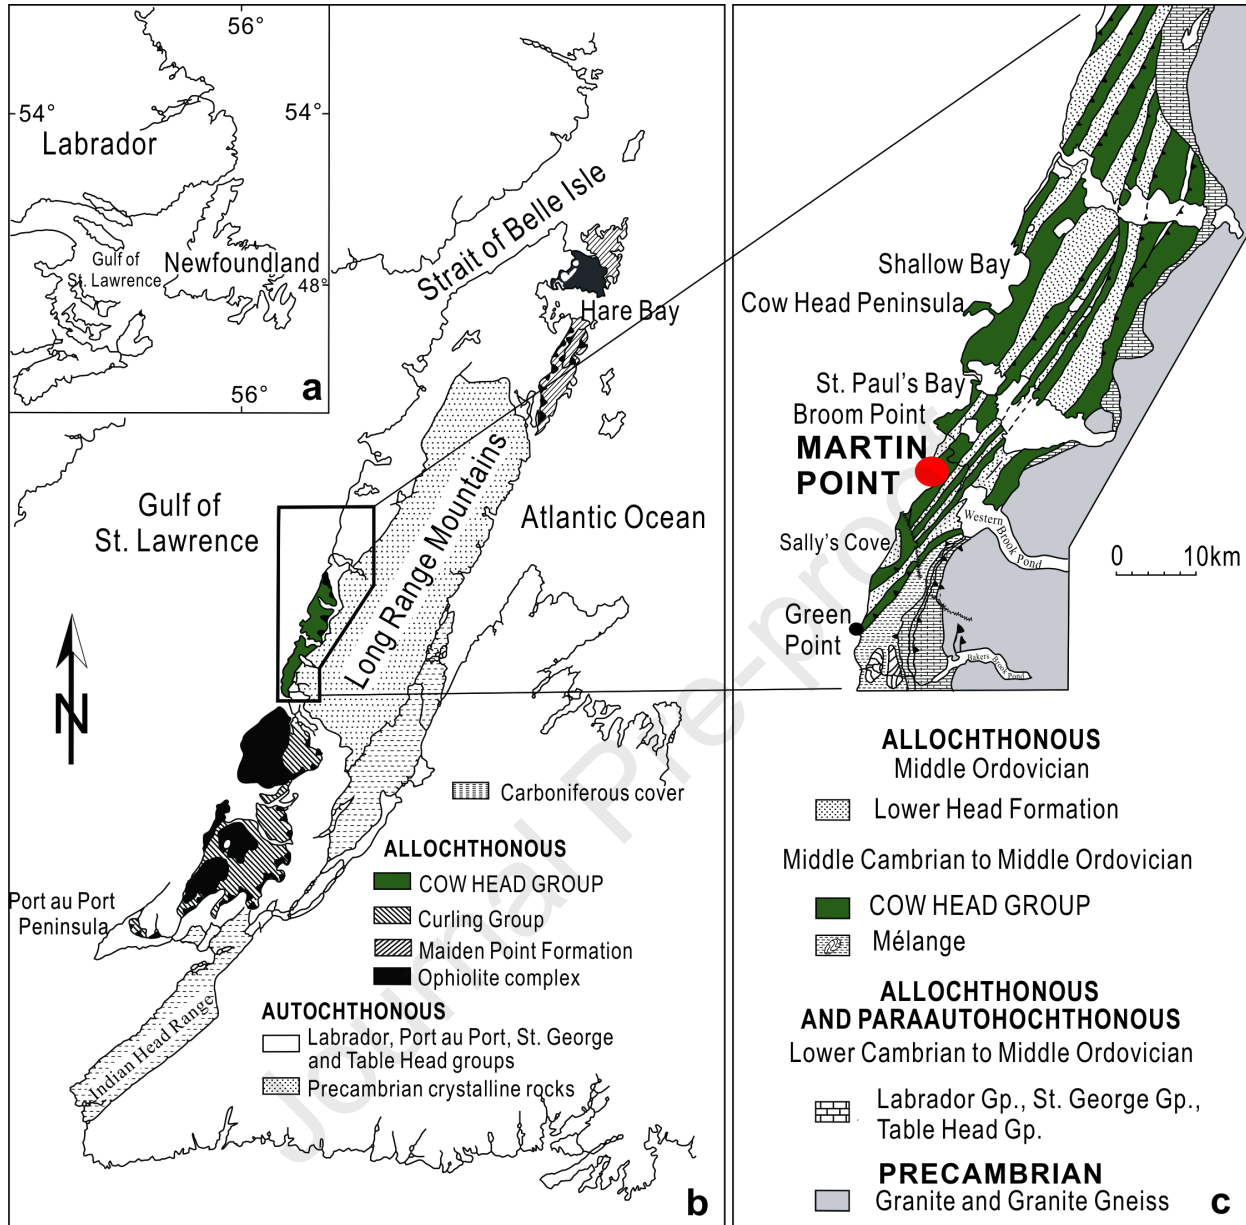 56°
54°
54°
Labrador
Gulf of
St. Lawrence
Newfoundland
48°
56°
a
Strait of Belle Isle
Hare Bay
Gulf of
St. Lawrence
Long Range Mountains
Atlantic Ocean
N
Port au Port
Peninsula
Indian Head Range
Carboniferous cover
ALLOCHTHONOUS
COW HEAD GROUP
Curling Group
Maiden Point Formation
Ophiolite complex
AUTOCHTHONOUS
Labrador, Port au Port, St. George
and Table Head groups
Precambrian crystalline rocks
b
Shallow Bay
Cow Head Peninsula
St. Paul's Bay
Broom Point
MARTIN
POINT
Western
Brook Pond
Sally's Cove
0 10km
Green
Point
Bakers Brook Pond
ALLOCHTHONOUS
Middle Ordovician
Lower Head Formation
Middle Cambrian to Middle Ordovician
COW HEAD GROUP
Mélange
ALLOCHTHONOUS
AND PARAAUTOHOCHTHONOUS
Lower Cambrian to Middle Ordovician
Labrador Gp., St. George Gp.,
Table Head Gp.
PRECAMBRIAN
Granite and Granite Gneiss
c
Journal Pre-proof